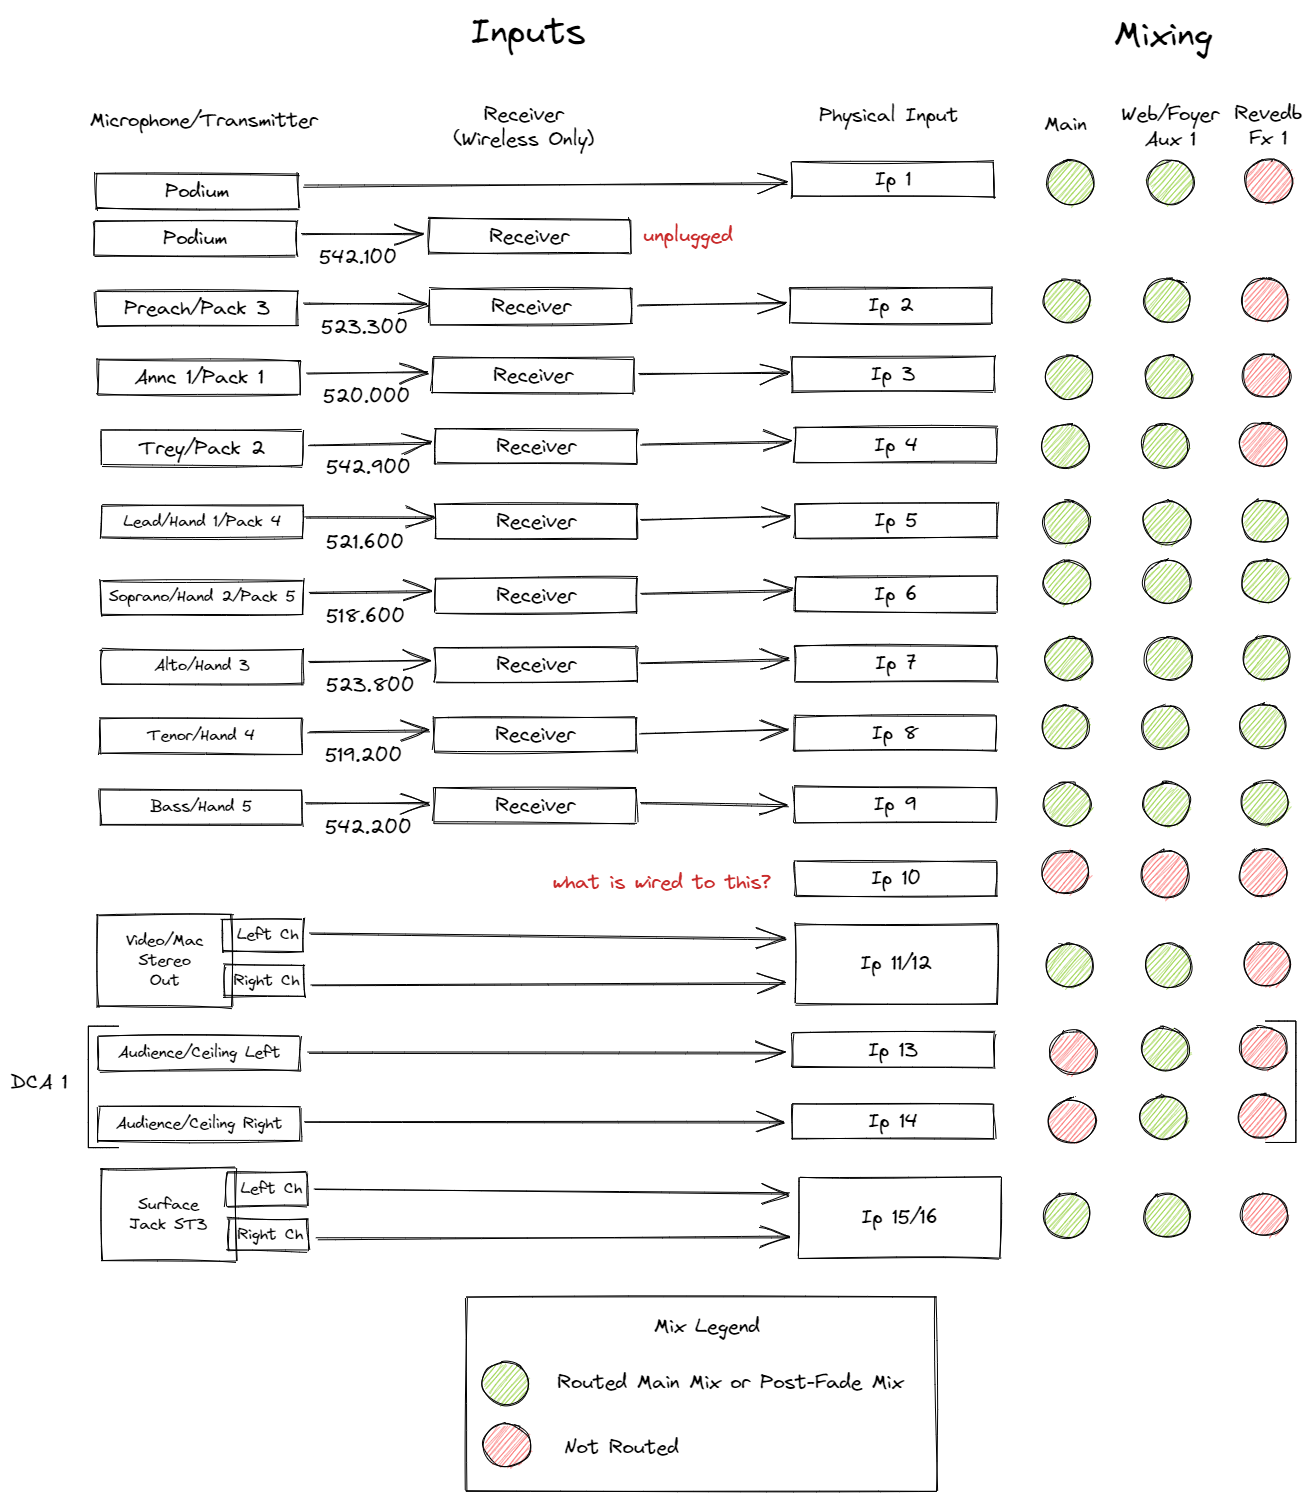 Inputs
Mixing
Microphone/Transmitter
Receiver
(Wireless Only)
Physical Input
Main
Web/Foyer
Aux 1
Revedb
Fx 1
Podium
Ip 1
Podium
542.100
Receiver
unplugged
Preach/Pack 3
523.300
Receiver
Ip 2
Annc 1/Pack 1
520.000
Receiver
Ip 3
Trey/Pack 2
542.900
Receiver
Ip 4
Lead/Hand 1/Pack 4
521.600
Receiver
Ip 5
Soprano/Hand 2/Pack 5
518.600
Receiver
Ip 6
Alto/Hand 3
523.800
Receiver
Ip 7
Tenor/Hand 4
519.200
Receiver
Ip 8
Bass/Hand 5
542.200
Receiver
Ip 9
what is wired to this?
Ip 10
Video/Mac
Stereo
Out
Left Ch
Right Ch
Ip 11/12
DCA 1
Audience/Ceiling Left
Ip 13
Audience/Ceiling Right
Ip 14
Surface
Jack ST3
Left Ch
Right Ch
Ip 15/16
Mix Legend
Routed Main Mix or Post-Fade Mix
Not Routed